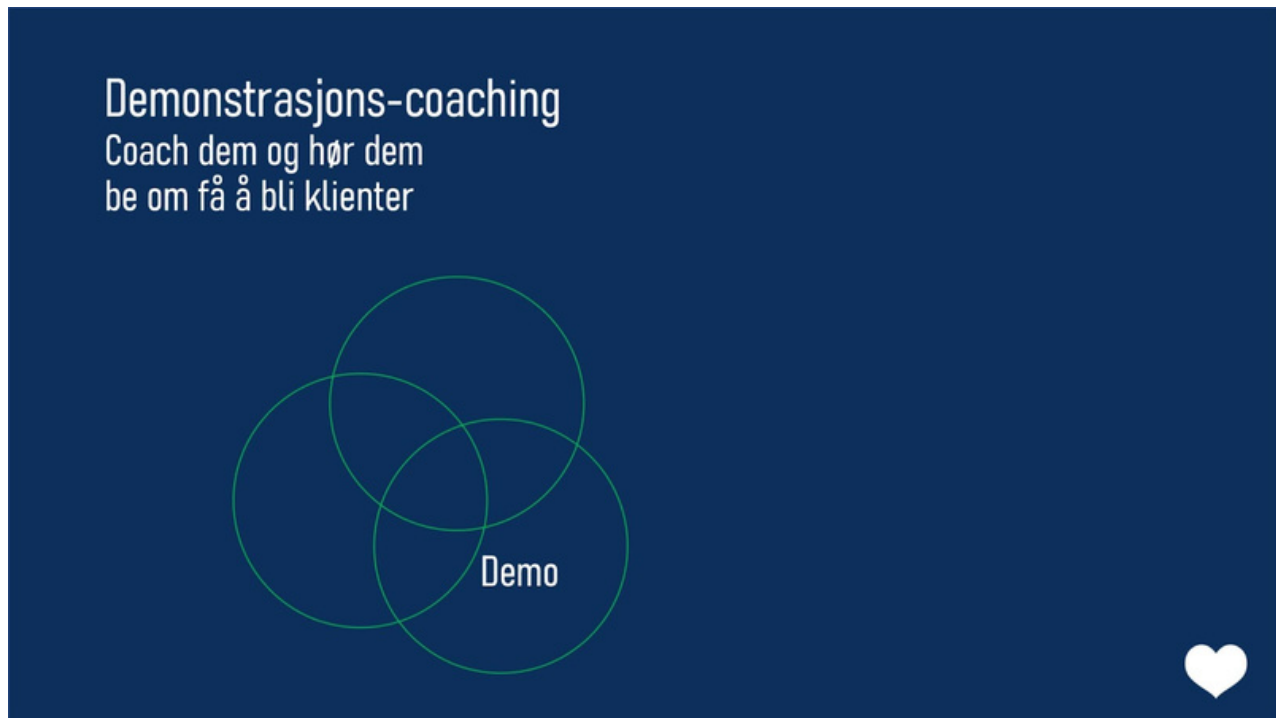 Demonstrasjons-coaching
Coach dem og hør dem
be om få å bli klienter
Demo